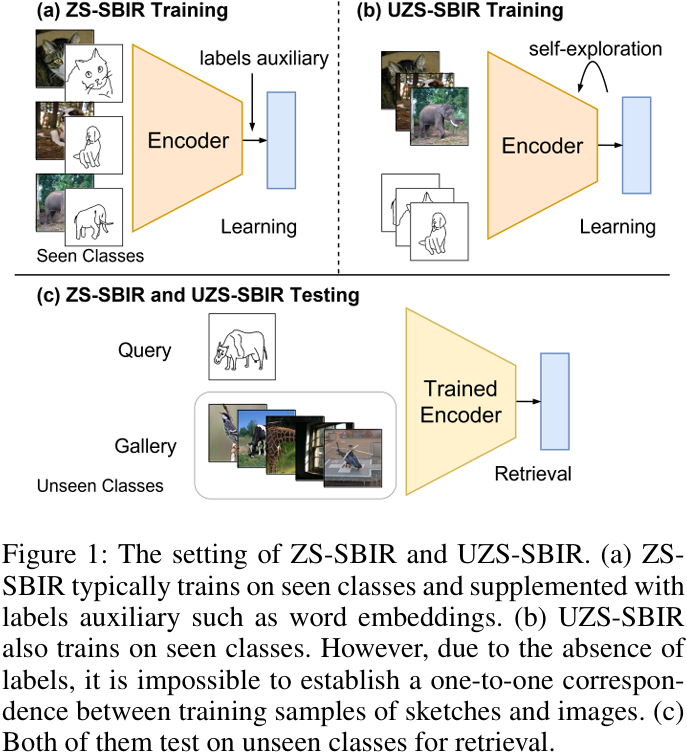 (a) ZS-SBIR Training
labels auxiliary
Encoder
Learning
Seen Classes
(b) UZS-SBIR Training
self-exploration
Encoder
Learning
(c) ZS-SBIR and UZS-SBIR Testing
Query
Gallery
Unseen Classes
Trained
Encoder
Retrieval
Figure 1: The setting of ZS-SBIR and UZS-SBIR. (a) ZS-
SBIR typically trains on seen classes and supplemented with
labels auxiliary such as word embeddings. (b) UZS-SBIR
also trains on seen classes. However, due to the absence of
labels, it is impossible to establish a one-to-one correspon-
dence between training samples of sketches and images. (c)
Both of them test on unseen classes for retrieval.